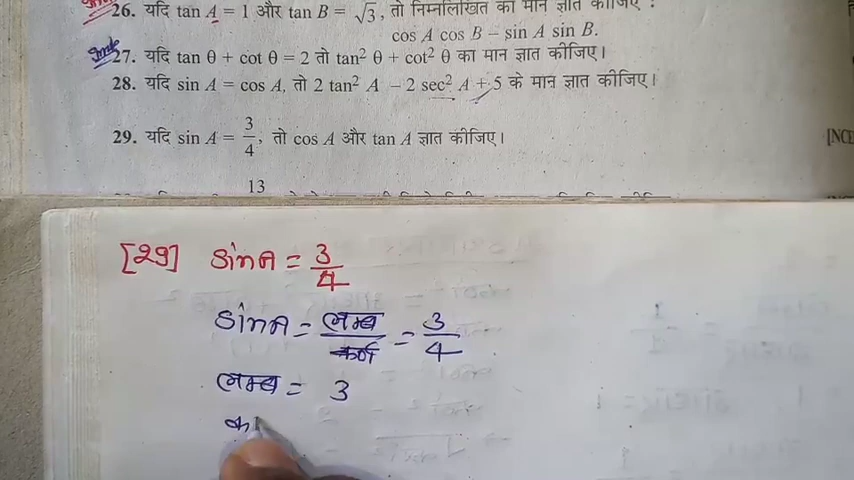 26. यदि tan A = 1 और tan B = √3, तो निम्नलिखित का मान ज्ञात कीजिए :
cos A cos B – sin A sin B.
27. यदि tan θ + cot θ = 2 तो tan² θ + cot² θ का मान ज्ञात कीजिए।
28. यदि sin A = cos A, तो 2 tan² A – 2 sec² A + 5 के मान ज्ञात कीजिए।
29. यदि sin A = 3/4, तो cos A और tan A ज्ञात कीजिए।
[NCE
13
[29] sinA = 3/4
sinA = लम्ब/कर्ण = 3/4
लम्ब = 3